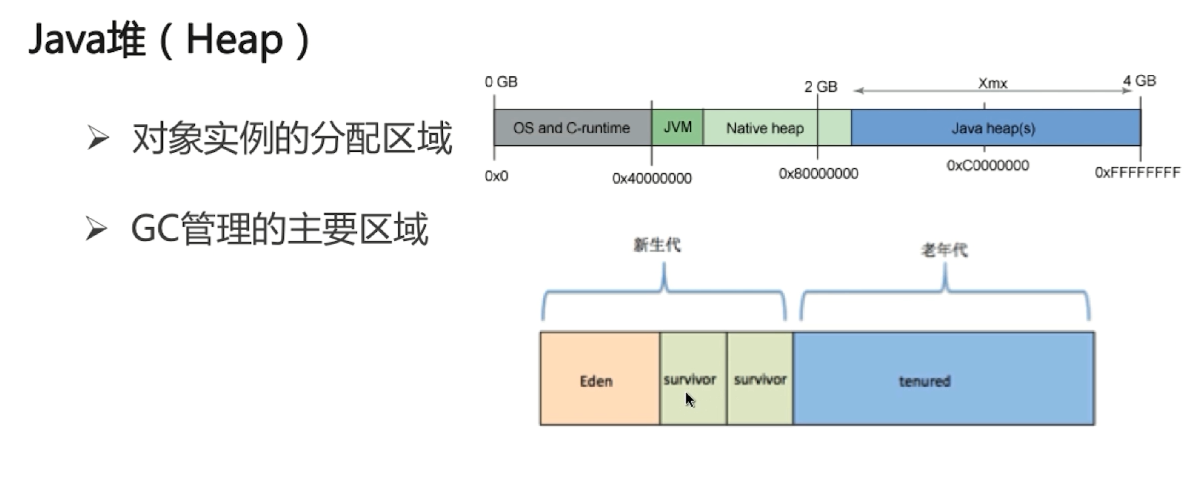 Java堆（Heap）
对象实例的分配区域
GC管理的主要区域
0 GB
2 GB
Xmx
4 GB
OS and C-runtime
JVM
Native heap
Java heap(s)
0x0
0x40000000
0x80000000
0xC0000000
0xFFFFFFFF
新生代
老年代
Eden
survivor
survivor
tenured